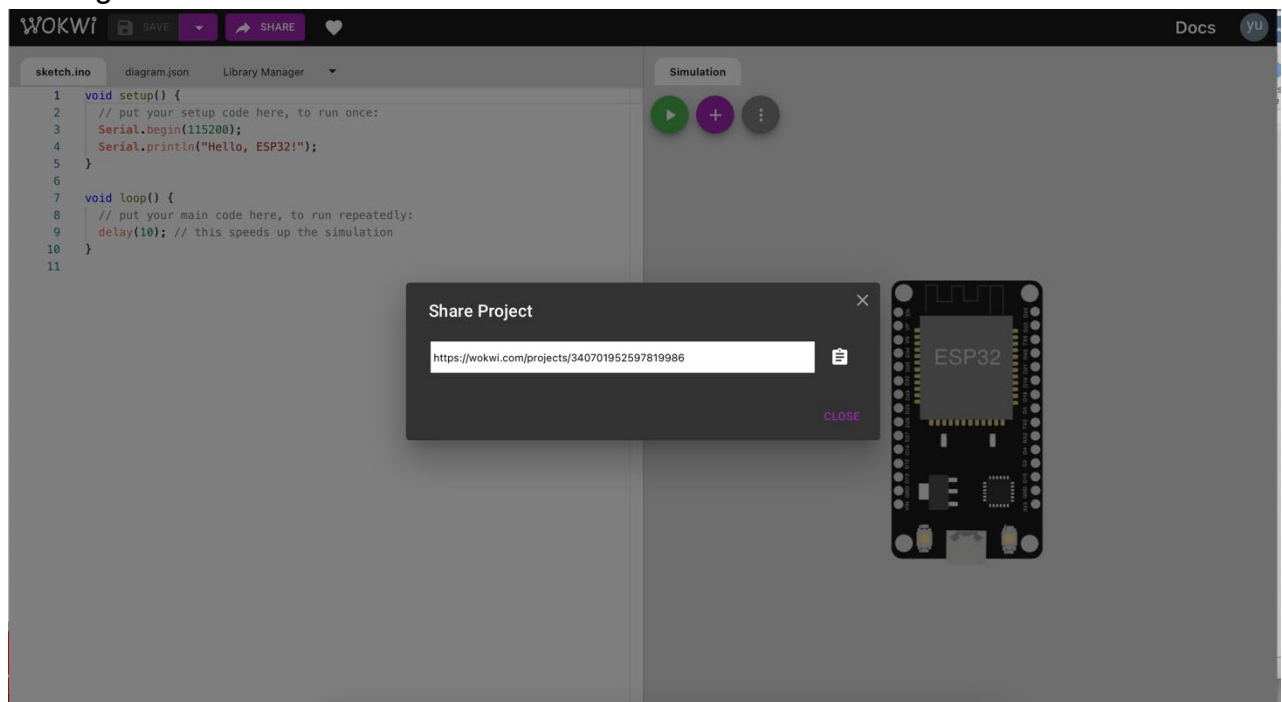 WOKWi SAVE SHARE Docs yu
sketch.ino diagram.json Library Manager
Simulation
1 void setup() {
2 // put your setup code here, to run once:
3 Serial.begin(115200);
4 Serial.println("Hello, ESP32!");
5 }
6
7 void loop() {
8 // put your main code here, to run repeatedly:
9 delay(10); // this speeds up the simulation
10 }
11
Share Project
https://wokwi.com/projects/340701952597819986
CLOSE
ESP32